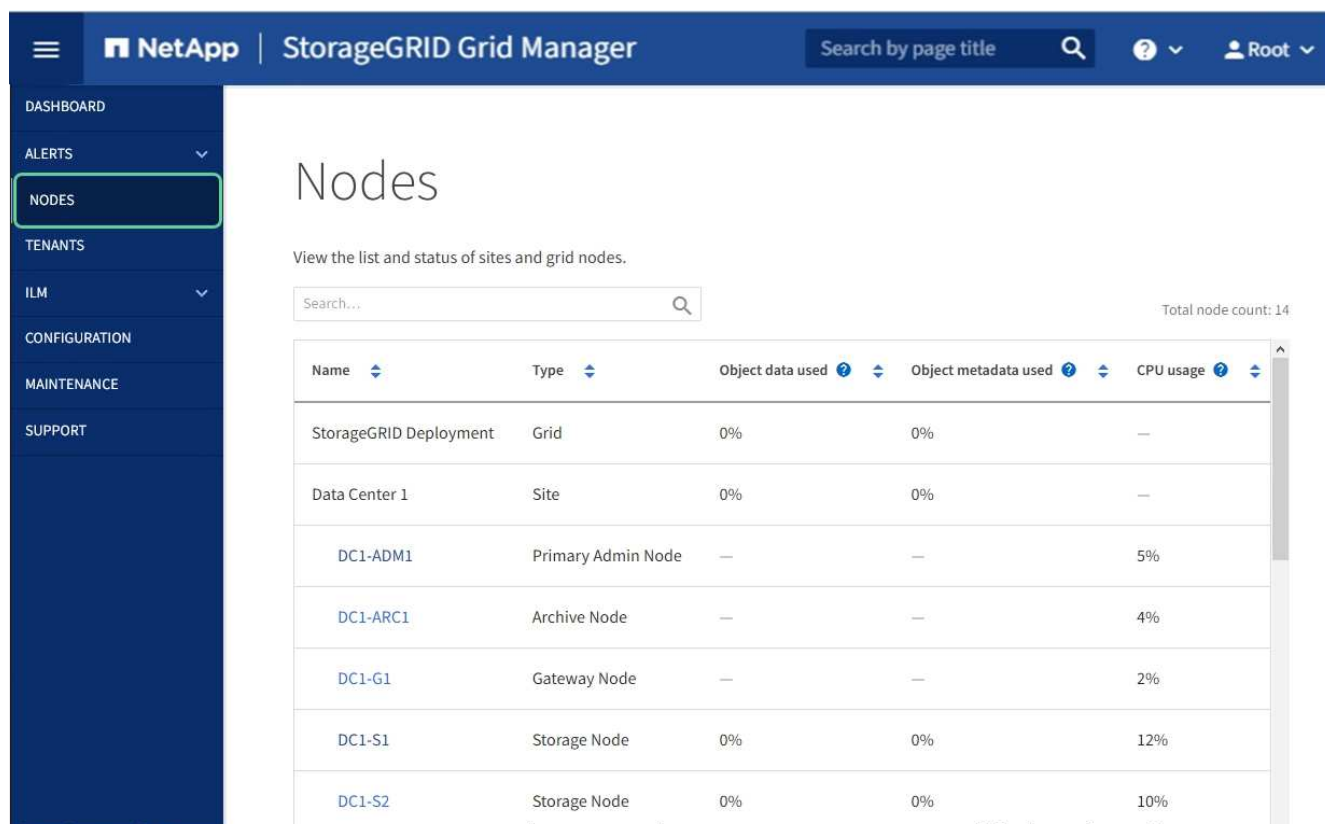 NetApp | StorageGRID Grid Manager Search by page title ? Root
DASHBOARD
ALERTS
NODES
TENANTS
ILM
CONFIGURATION
MAINTENANCE
SUPPORT
Nodes
View the list and status of sites and grid nodes.
Search...
Total node count: 14
Name Type Object data used ? Object metadata used ? CPU usage ?
StorageGRID Deployment Grid 0% 0% —
Data Center 1 Site 0% 0% —
DC1-ADM1 Primary Admin Node — — 5%
DC1-ARC1 Archive Node — — 4%
DC1-G1 Gateway Node — — 2%
DC1-S1 Storage Node 0% 0% 12%
DC1-S2 Storage Node 0% 0% 10%